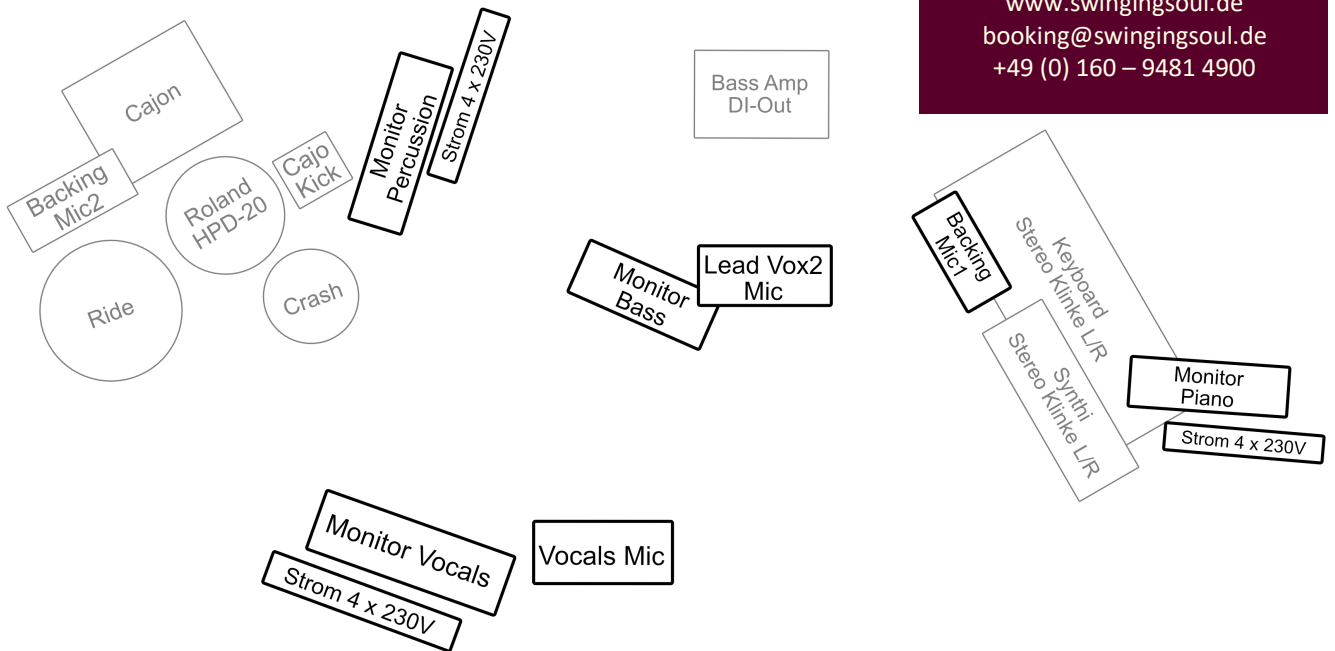 www.swingingsoul.de
booking@swingingsoul.de
+49 (0) 160 – 9481 4900
Cajon
Backing
Mic2
Roland
HPD-20
Cajo
Kick
Ride
Crash
Monitor
Percussion
Strom 4 x 230V
Bass Amp
DI-Out
Monitor
Bass
Lead Vox2
Mic
Backing
Mic1
Keyboard
Stereo Klinke L/R
Synthi
Stereo Klinke L/R
Monitor
Piano
Strom 4 x 230V
Monitor Vocals
Strom 4 x 230V
Vocals Mic